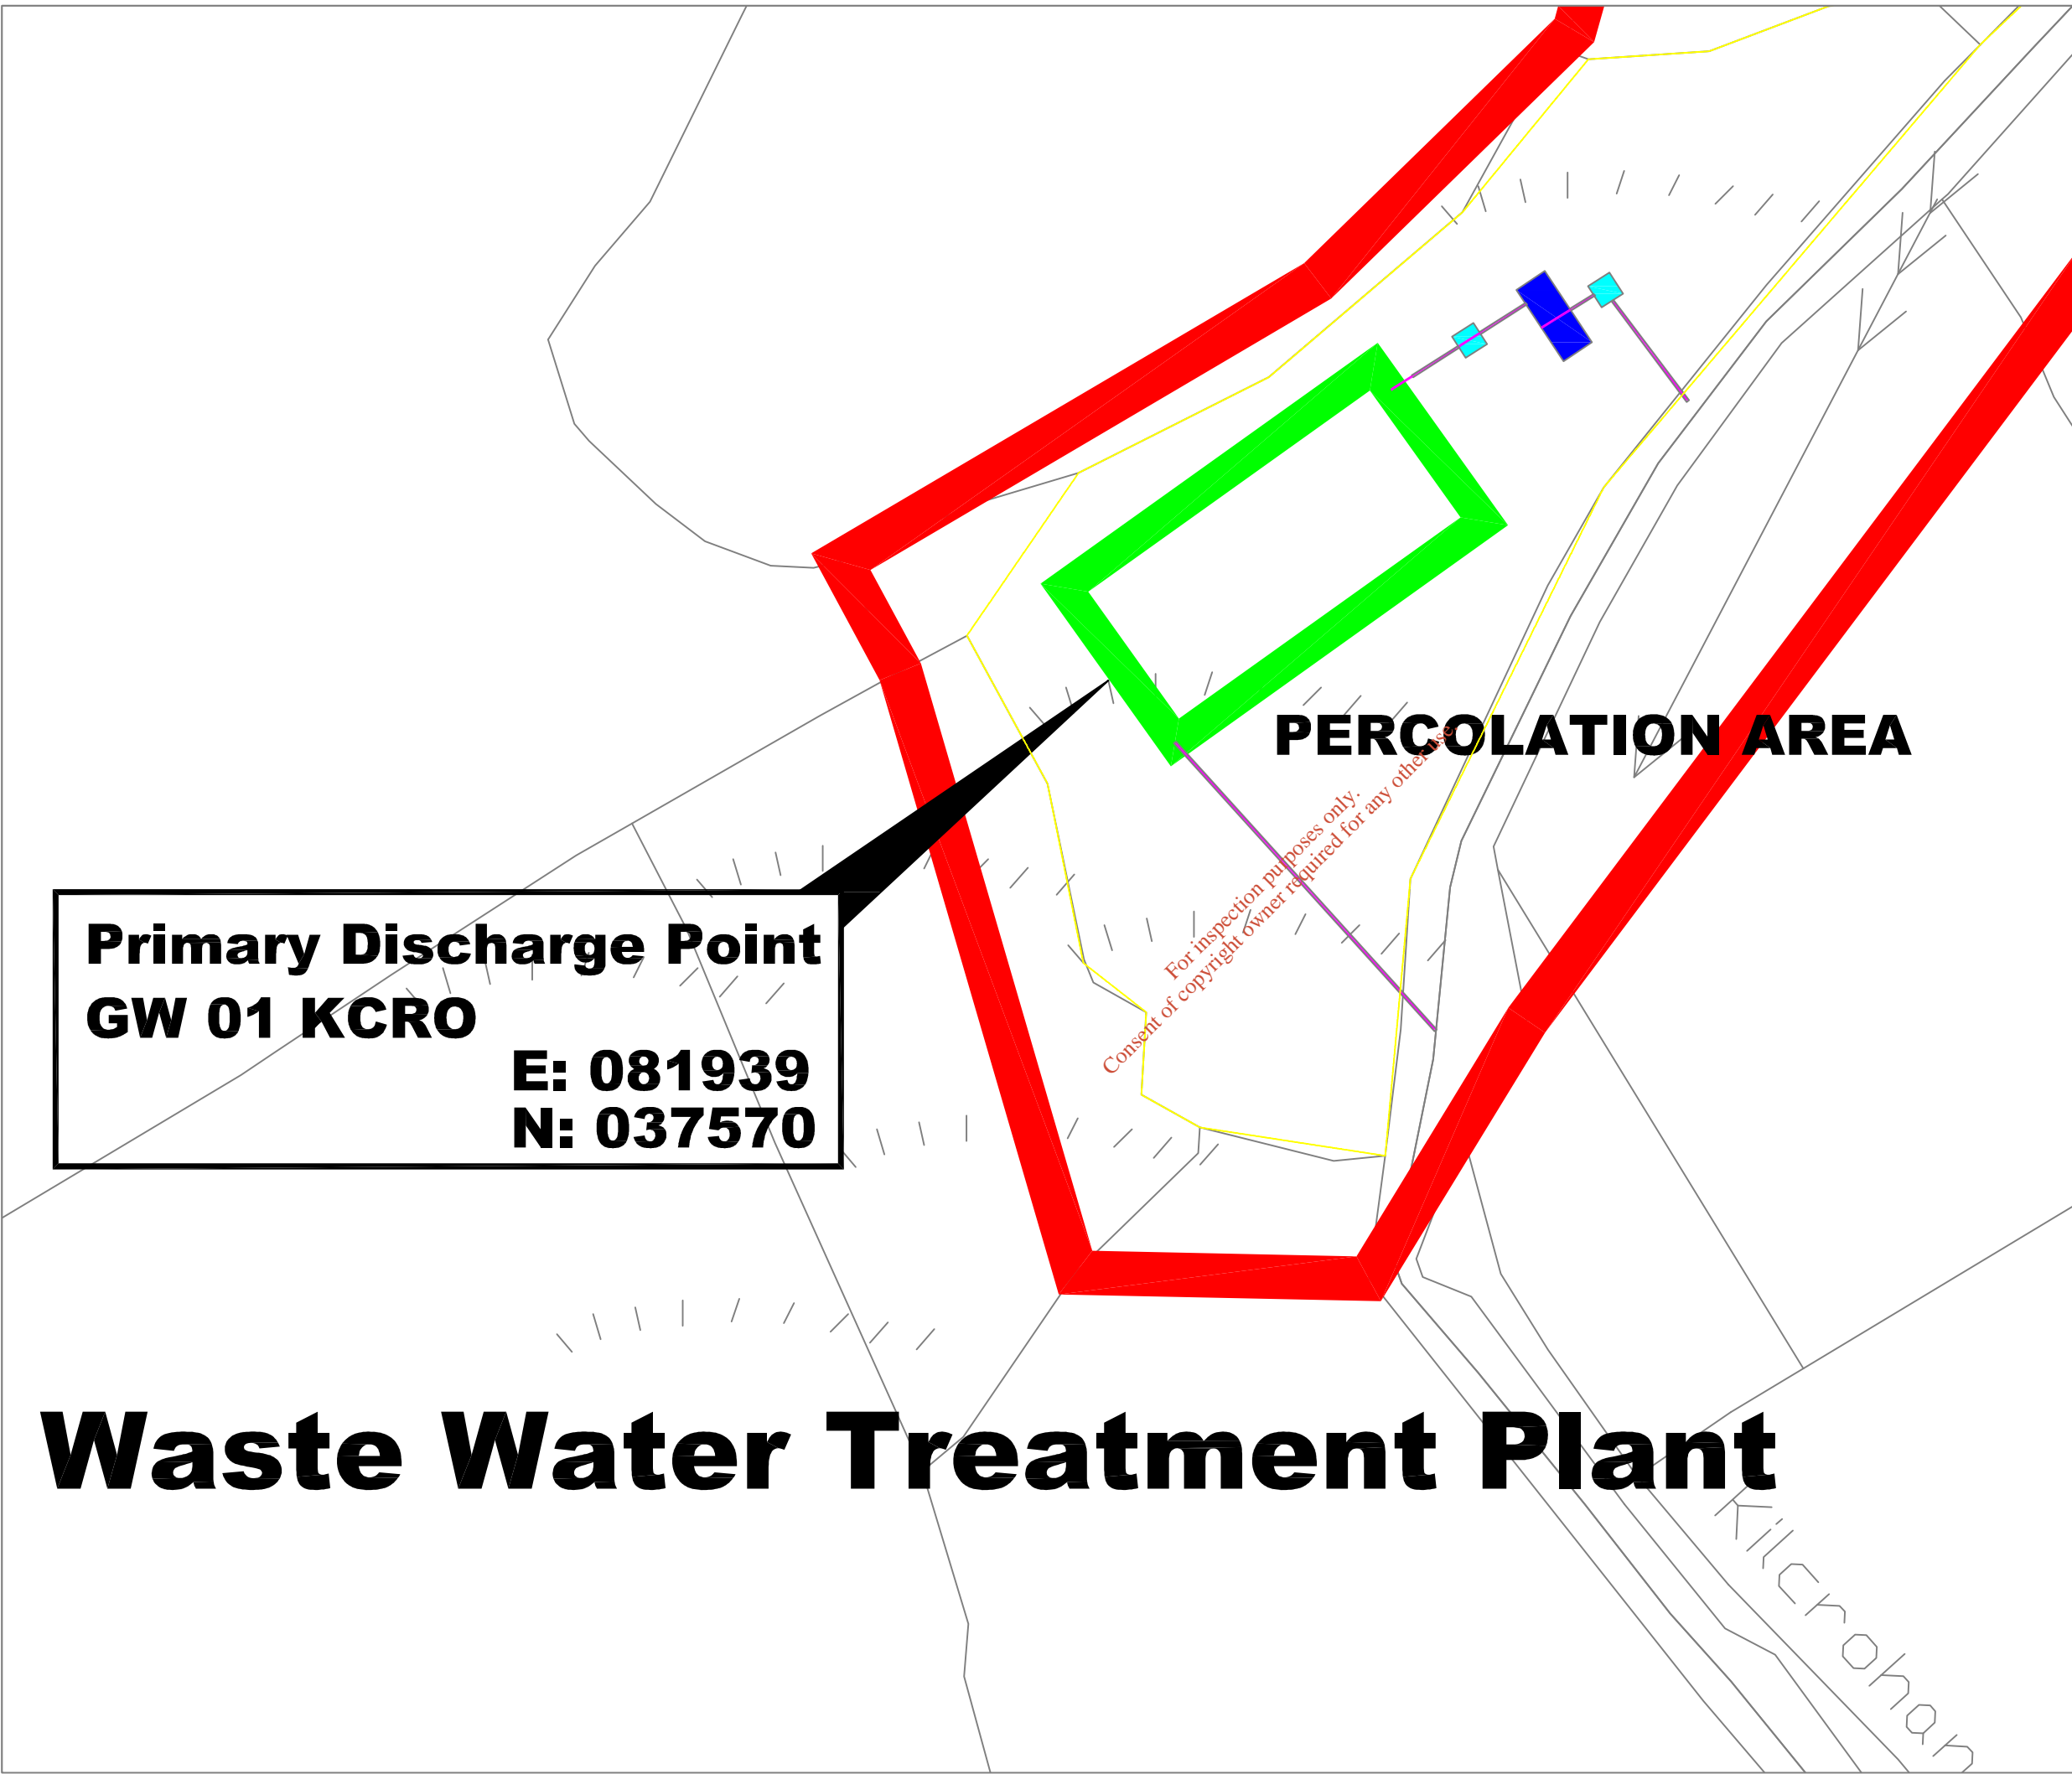 PERCOLATION AREA
For inspection purposes only.
Consent of copyright owner required for any other use.
Primary Discharge Point
GW 01 KCRO
E: 081939
N: 037570
Waste Water Treatment Plant
Kilcrohan